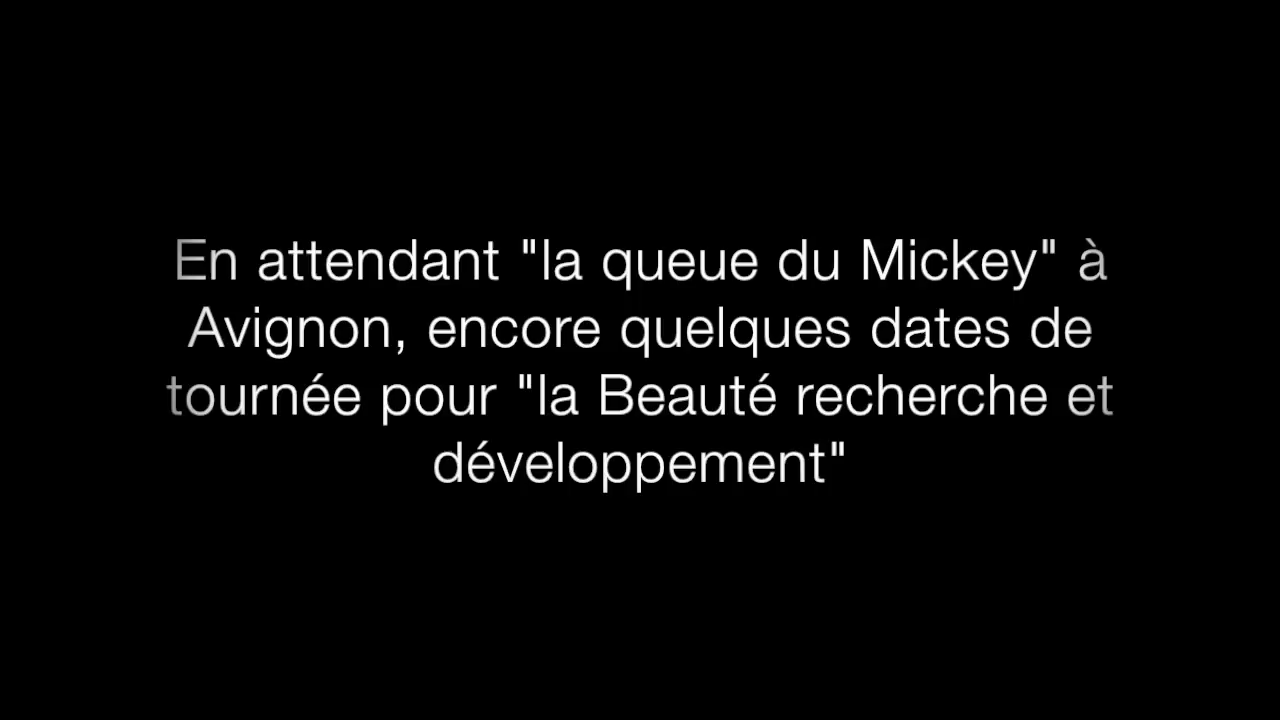 En attendant "la queue du Mickey" à
Avignon, encore quelques dates de
tournée pour "la Beauté recherche et
développement"